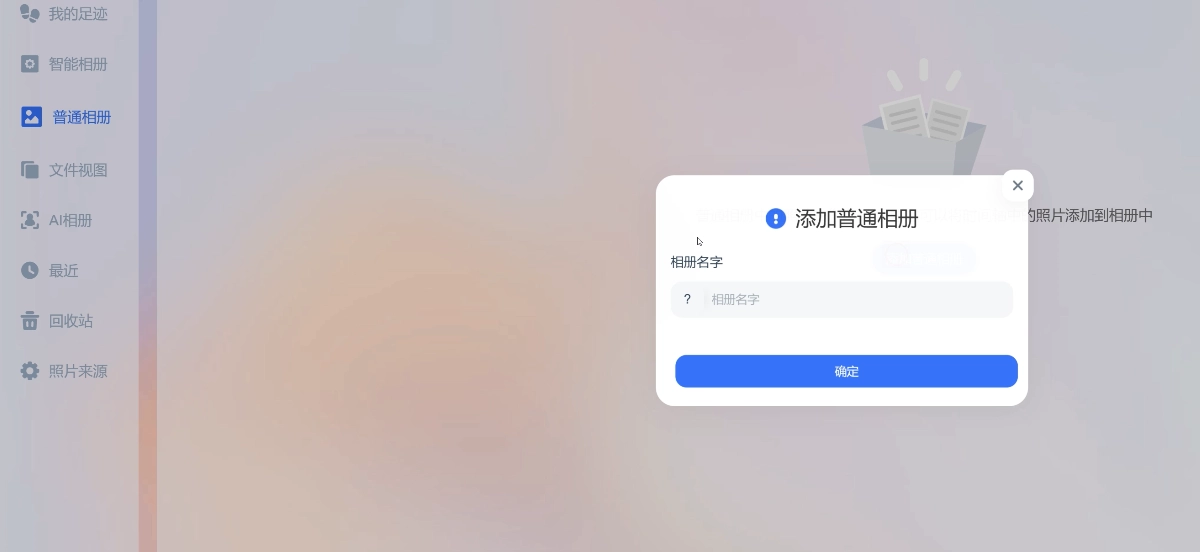 我的足迹
智能相册
普通相册
文件视图
AI相册
最近
回收站
照片来源
的照片添加到相册中
添加普通相册
相册名字
? 相册名字
确定